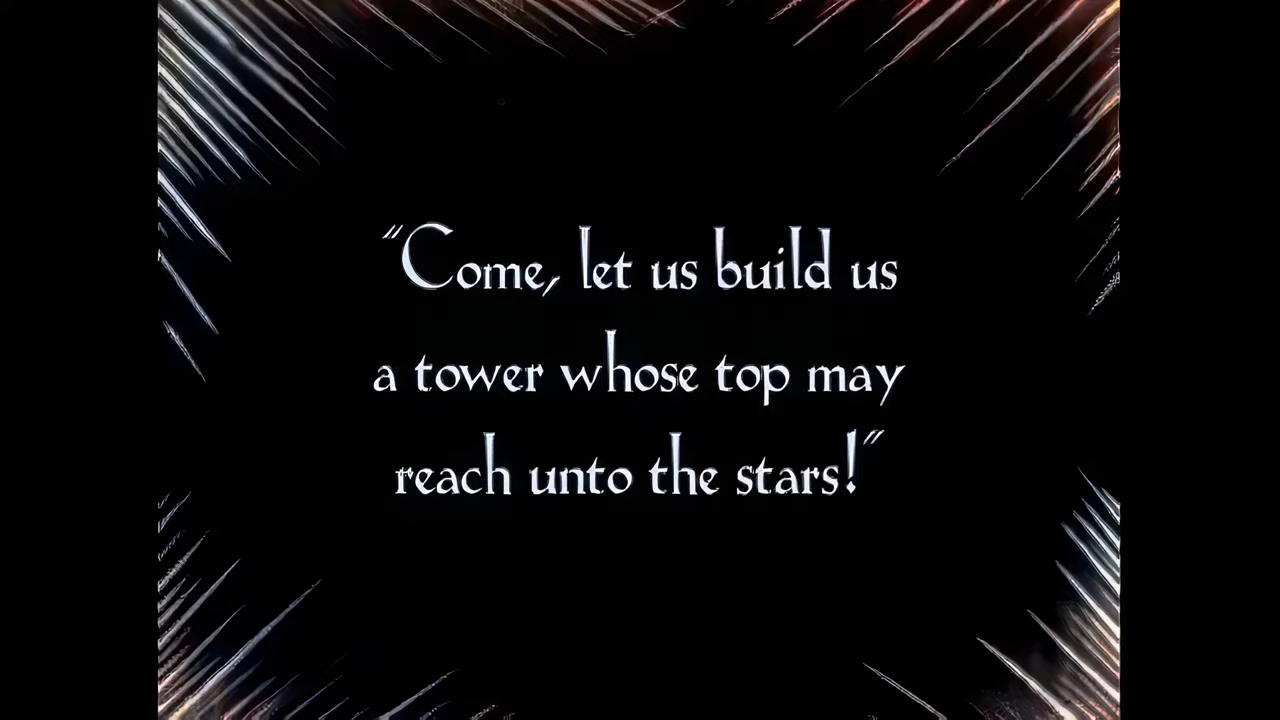 "Come, let us build us
a tower whose top may
reach unto the stars!"